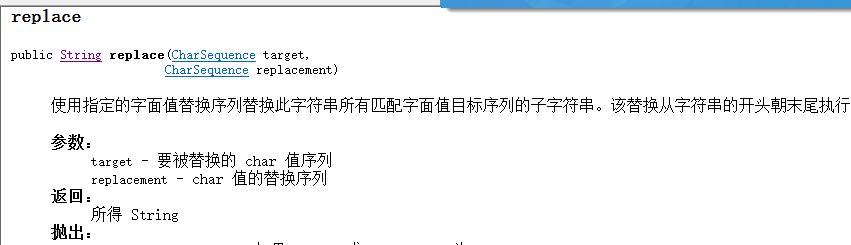 replace
public String replace(CharSequence target,
CharSequence replacement)
使用指定的字面值替换序列替换此字符串所有匹配字面值目标序列的子字符串。该替换从字符串的开头朝末尾执行
参数：
target - 要被替换的 char 值序列
replacement - char 值的替换序列
返回：
所得 String
抛出：